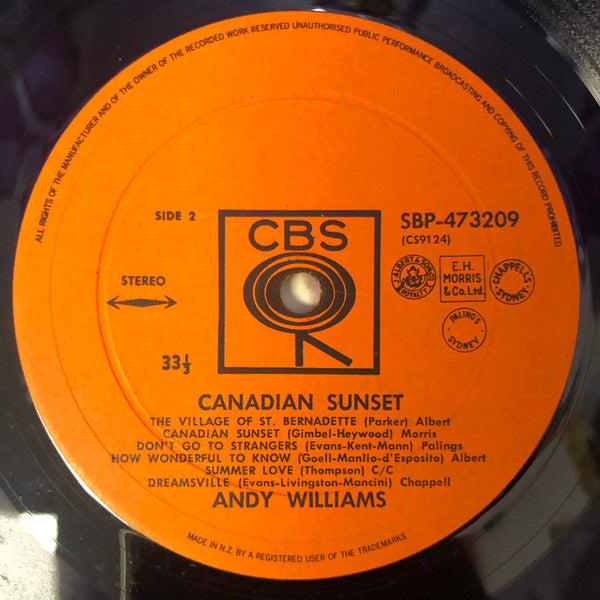 ALL RIGHTS OF THE MANUFACTURER AND OF THE OWNER OF THE RECORDED WORK RESERVED UNAUTHORISED PUBLIC PERFORMANCE BROADCASTING AND COPYING OF THIS RECORD PROHIBITED
SIDE 2
CBS
SBP-473209
(CS9124)
J. ALBERT & SON
ROYALTY
E.H.
MORRIS
& Co. Ltd.
CHAPPELL'S
SYDNEY
PALING'S
SYDNEY
STEREO
33⅓
CANADIAN SUNSET
THE VILLAGE OF ST. BERNADETTE (Parker) Albert
CANADIAN SUNSET (Gimbel-Heywood) Morris
DON'T GO TO STRANGERS (Evans-Kent-Mann) Palings
HOW WONDERFUL TO KNOW (Goell-Manlio-d'Esposito) Albert
SUMMER LOVE (Thompson) C/C
DREAMSVILLE (Evans-Livingston-Mancini) Chappell
ANDY WILLIAMS
MADE IN N.Z. BY A REGISTERED USER OF THE TRADEMARKS